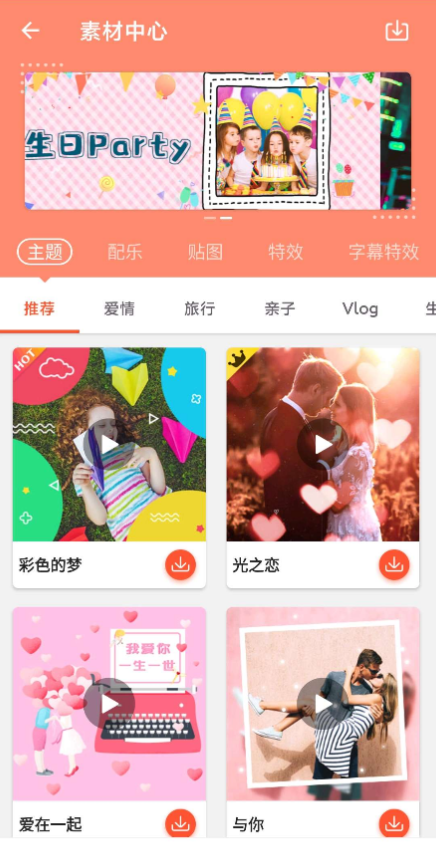 素材中心
生日Party
主题 配乐 贴图 特效 字幕特效
推荐 爱情 旅行 亲子 Vlog 生
HOT
彩色的梦 光之恋
我爱你
一生一世
爱在一起 与你